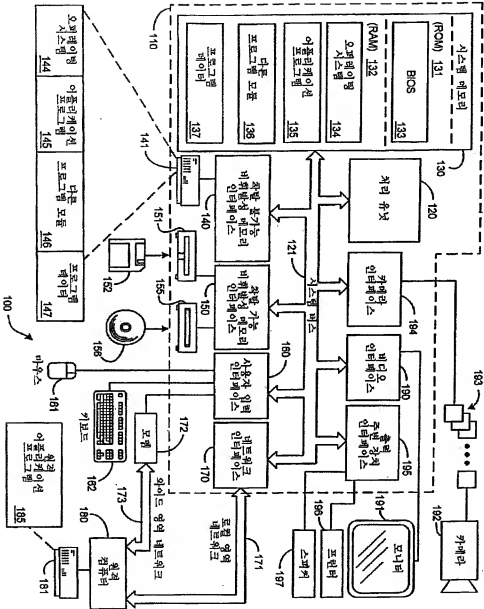 100
110
시스템 메모리
(ROM) 131
BIOS
133
(RAM) 132
오퍼레이팅
시스템
134
어플리케이션
프로그램
135
다른
프로그램 모듈
136
프로그램
데이터
137
130
처리 유닛
120
121
시스템 버스
카메라
인터페이스
194
비디오
인터페이스
190
출력
주변 장치
인터페이스
195
193
카메라
192
모니터
191
프린터
196
스피커
197
착탈 불가능
비휘발성 메모리
인터페이스
140
착탈 가능
비휘발성 메모리
인터페이스
150
사용자 입력
인터페이스
160
네트워크
인터페이스
170
로컬 영역
네트워크
171
141
151
155
152
156
모뎀
172
와이드 영역 네트워크
173
마우스
161
키보드
162
원격
컴퓨터
180
181
원격
어플리케이션
프로그램
185
오퍼레이팅
시스템
144
어플리케이션
프로그램
145
다른
프로그램 모듈
146
프로그램
데이터
147